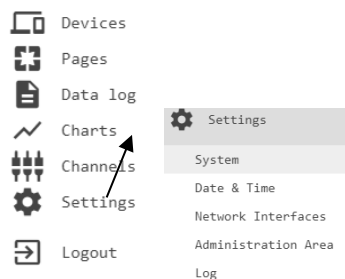 Devices
Pages
Data log
Charts
Channels
Settings
Logout
Settings
System
Date & Time
Network Interfaces
Administration Area
Log